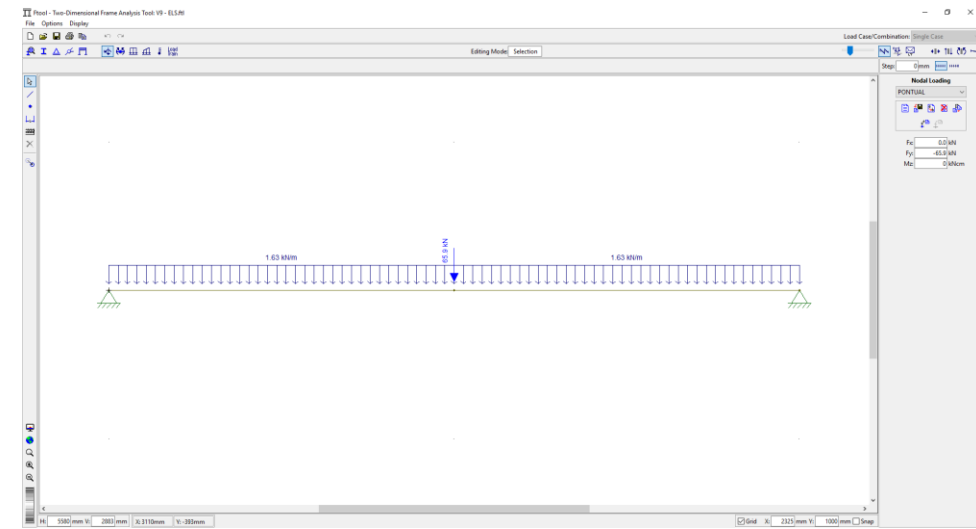 Ftool - Two-Dimensional Frame Analysis Tool: V9 - ELS.ftl
File Options Display
Load Case/Combination: Single Case
Editing Mode: Selection
Step: 0 mm
Nodal Loading
PONTUAL
Fx: 0.0 kN
Fy: -65.9 kN
Mz: 0 kNcm
65.9 kN
1.63 kN/m
1.63 kN/m
H: 5580 mm V: 2883 mm X: 3110mm Y: -393mm
Grid X: 2325 mm Y: 1000 mm Snap